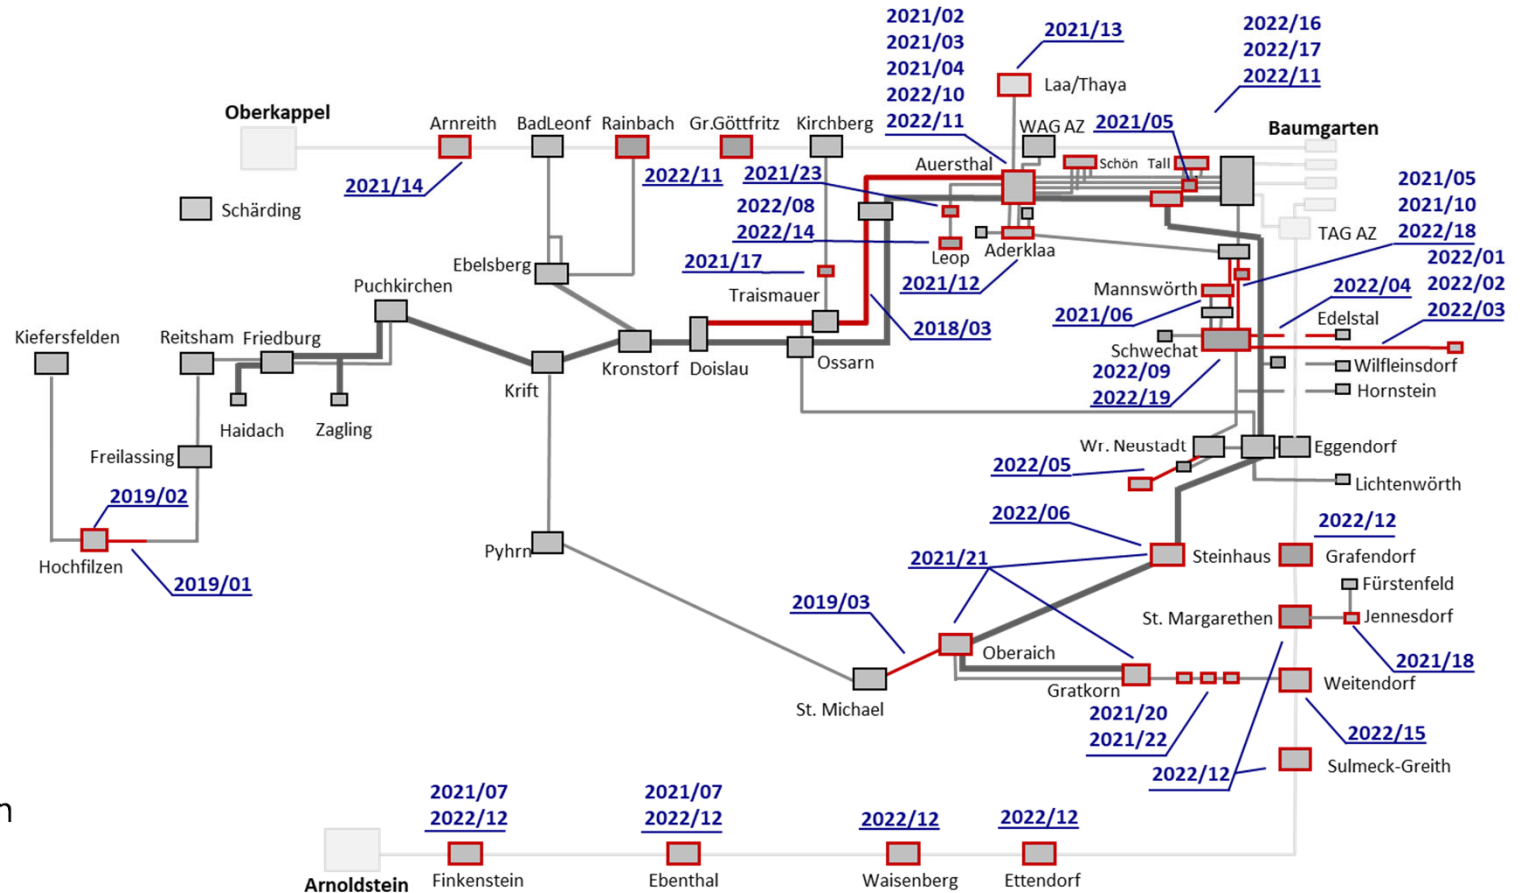 2021/02
2021/03
2021/04
2022/10
2022/11
2021/13
2022/16
2022/17
2022/11
Laa/Thaya
Oberkappel
Arnreith
BadLeonf
Rainbach
Gr.Göttfritz
Kirchberg
WAG AZ
2021/05
Baumgarten
2021/14
2022/11
Auersthal
Schön
Tall
2021/23
2021/05
2021/10
2022/18
Schärding
2022/08
2022/14
TAG AZ
Leop
Aderklaa
Ebelsberg
2021/17
2021/12
2022/01
2022/02
2022/03
Puchkirchen
Traismauer
Mannswörth
2022/04
2021/06
Edelstal
2018/03
Kiefersfelden
Reitsham
Friedburg
Kronstorf
Doislau
Ossarn
Schwechat
Wilfleinsdorf
2022/09
2022/19
Krift
Hornstein
Haidach
Zagling
Freilassing
Wr. Neustadt
Eggendorf
2022/05
Lichtenwörth
2019/02
2022/06
2022/12
Hochfilzen
2019/01
Pyhrn
2021/21
Steinhaus
Grafendorf
Fürstenfeld
2019/03
St. Margarethen
Jennesdorf
Oberaich
2021/18
St. Michael
Gratkorn
Weitendorf
2021/20
2021/22
2022/15
2022/12
Sulmeck-Greith
n
2021/07
2022/12
2021/07
2022/12
2022/12
2022/12
Arnoldstein
Finkenstein
Ebenthal
Waisenberg
Ettendorf